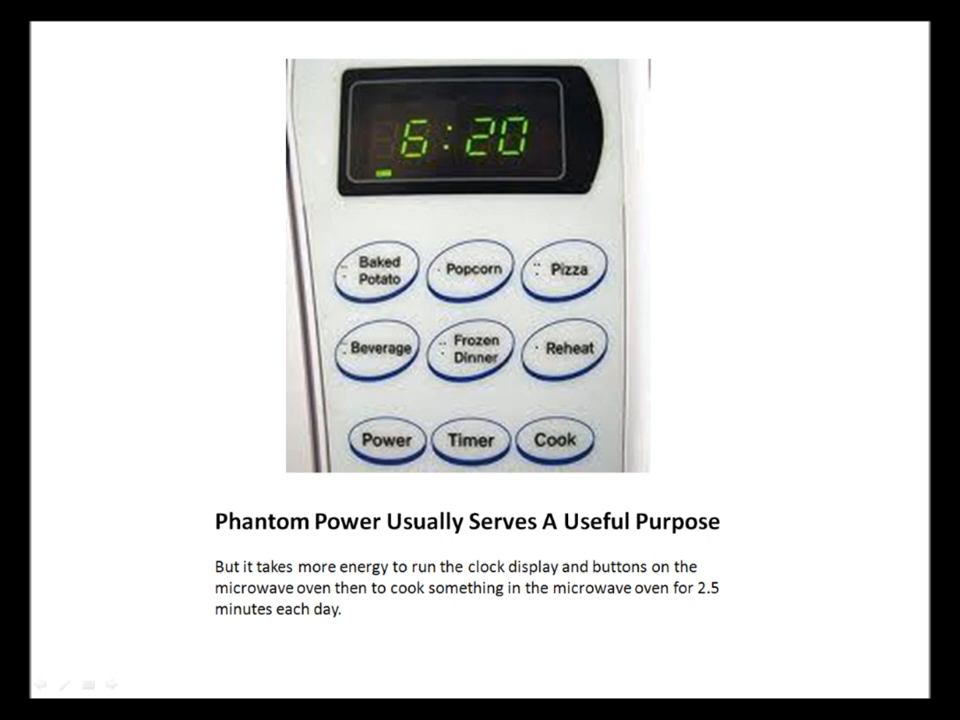 6:20
Baked
Potato
Popcorn
Pizza
Beverage
Frozen
Dinner
Reheat
Power
Timer
Cook
Phantom Power Usually Serves A Useful Purpose
But it takes more energy to run the clock display and buttons on the
microwave oven then to cook something in the microwave oven for 2.5
minutes each day.